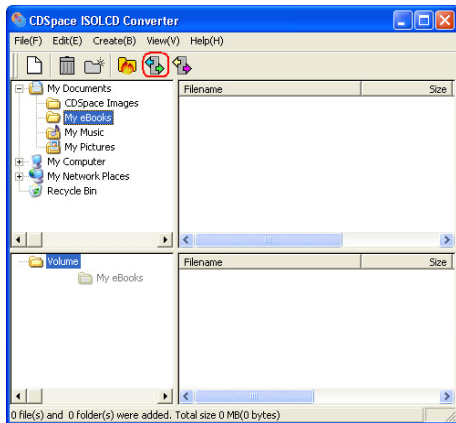 CDSpace ISOLCD Converter
File(F) Edit(E) Create(B) View(V) Help(H)
My Documents
CDSpace Images
My eBooks
My Music
My Pictures
My Computer
My Network Places
Recycle Bin
Filename Size
Volume
My eBooks
Filename Size
0 file(s) and 0 folder(s) were added. Total size 0 MB(0 bytes)